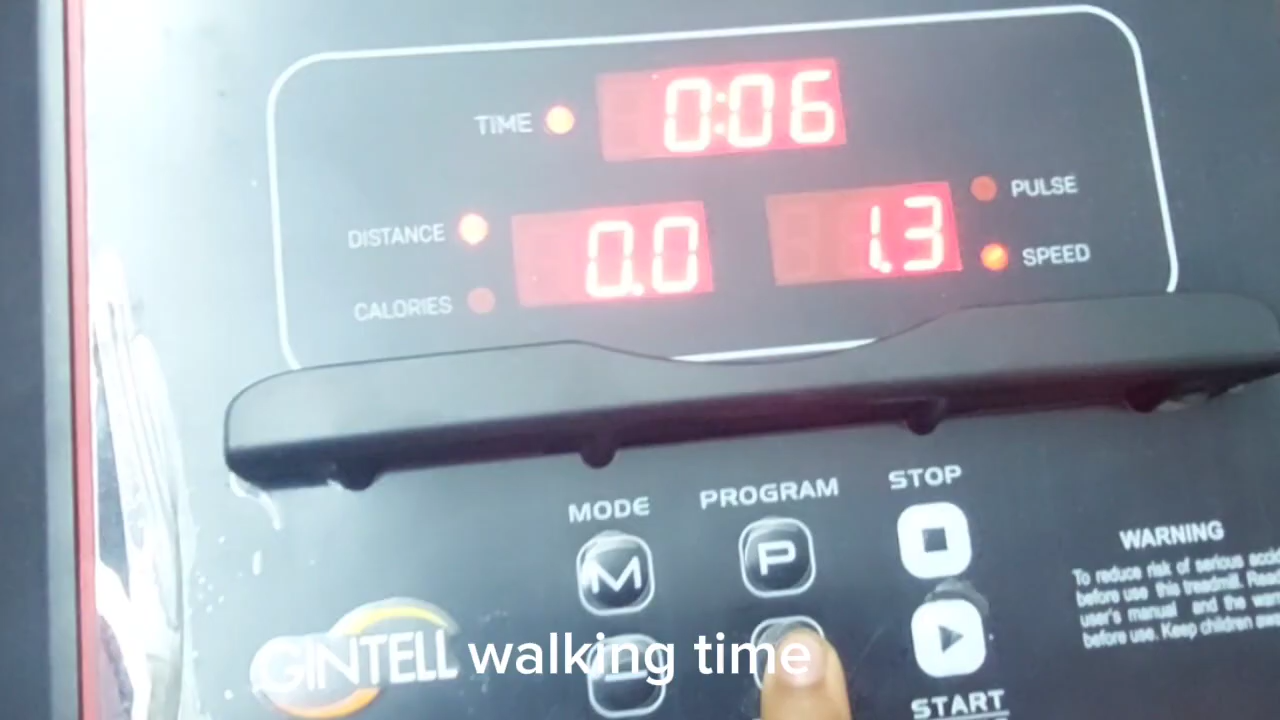 TIME 0:06
PULSE
DISTANCE 0.0 1.3
SPEED
CALORIES
MODE PROGRAM STOP
M P
WARNING
To reduce risk of serious
before use this treadmill. Read
user's manual and the
before use. Keep children
GINTELL
walking time
START